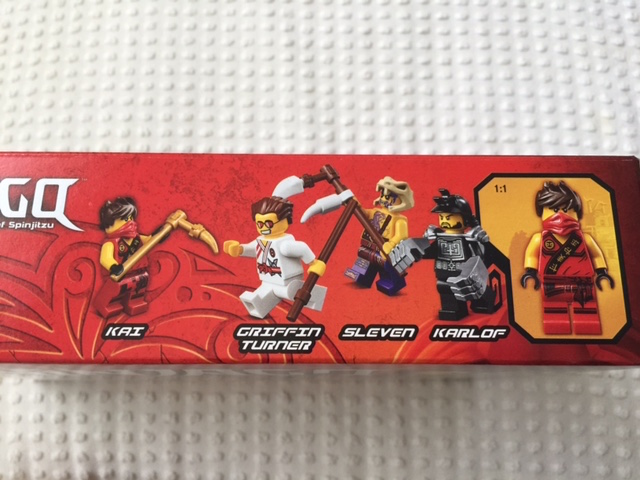 GO
of Spinjitzu
1:1
KAI
GRIFFIN
TURNER
SLEVEN
KARLOF